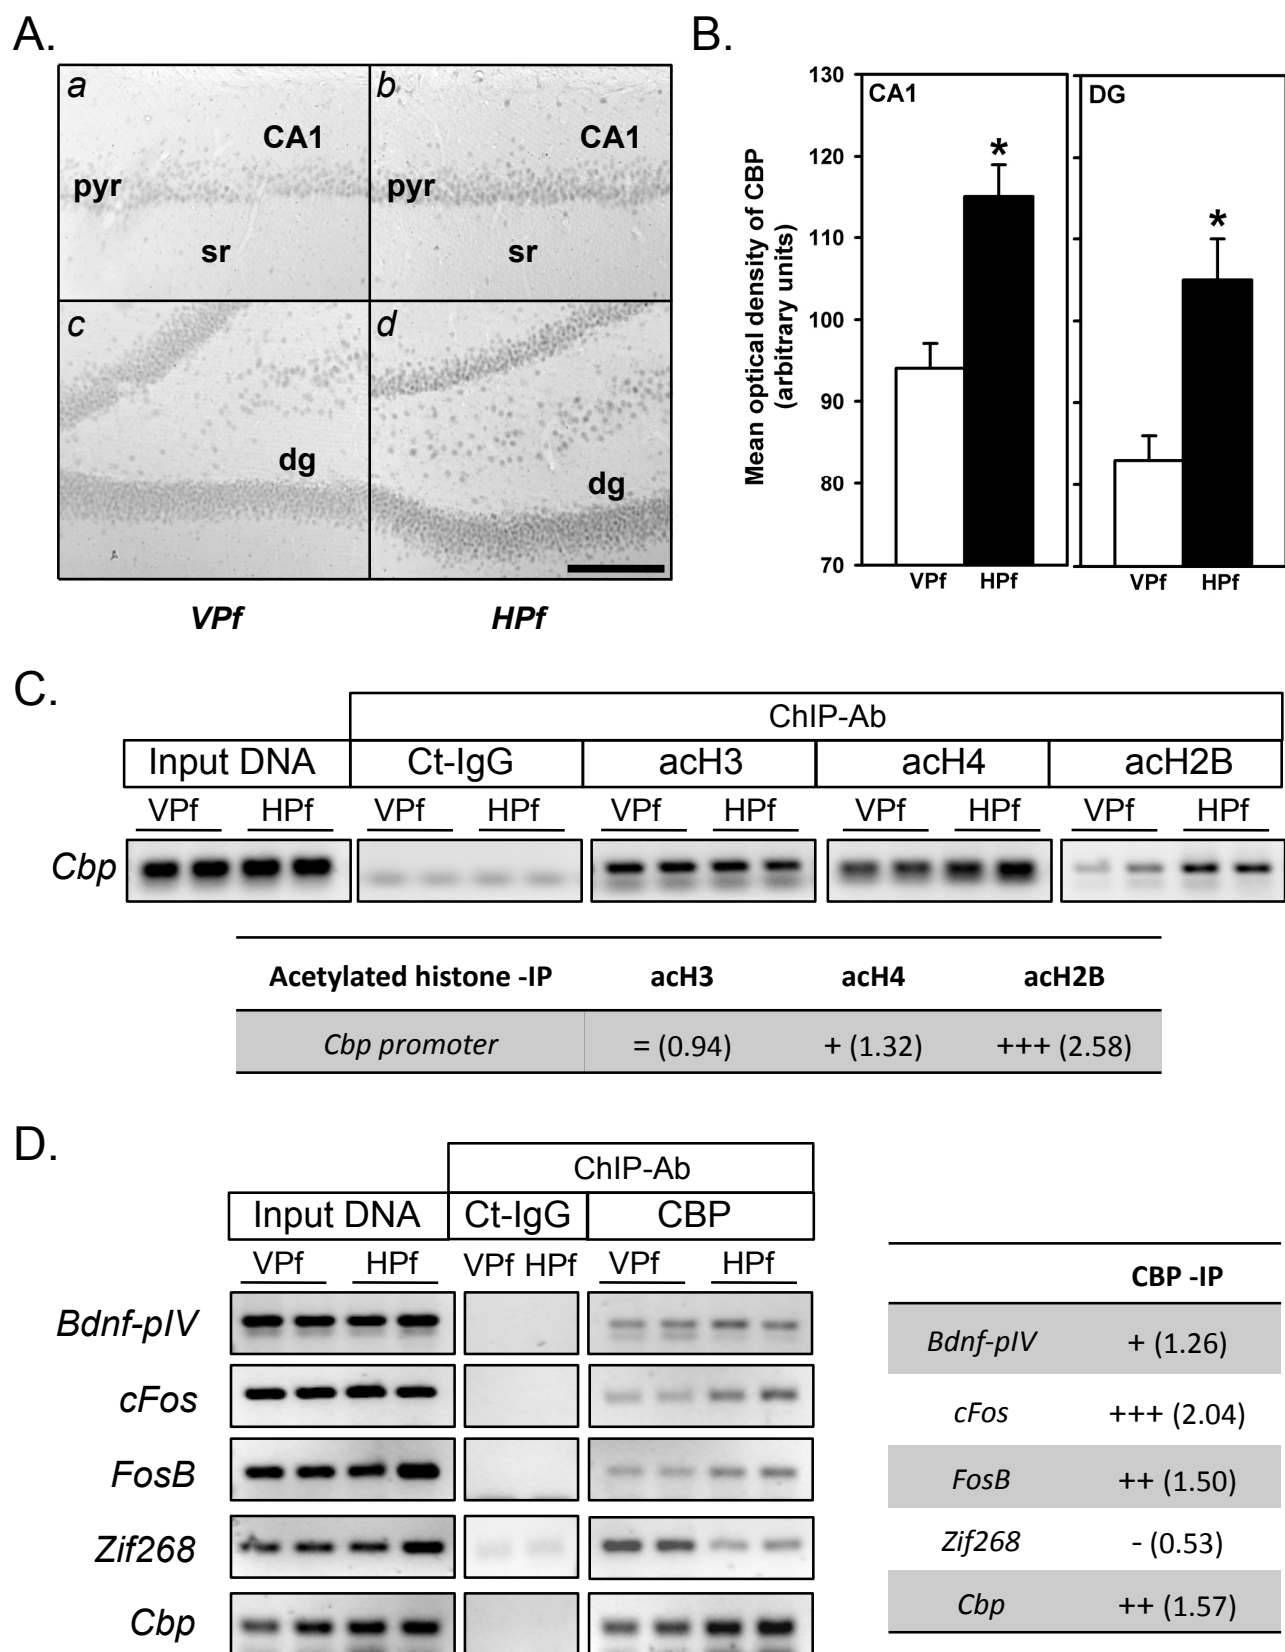 A.
a
b
CA1
CA1
pyr
pyr
sr
sr
c
d
dg
dg
VPf
HPf
B.
Mean optical density of CBP
(arbitrary units)
130
120
110
100
90
80
70
CA1
*
DG
*
VPf
HPf
VPf
HPf
C.
ChIP-Ab
Input DNA
Ct-IgG
acH3
acH4
acH2B
VPf HPf VPf HPf VPf HPf VPf HPf VPf HPf
Cbp
Acetylated histone -IP acH3 acH4 acH2B
Cbp promoter = (0.94) + (1.32) +++ (2.58)
D.
ChIP-Ab
Input DNA Ct-IgG CBP
VPf HPf VPf HPf VPf HPf
Bdnf-pIV
cFos
FosB
Zif268
Cbp
CBP -IP
Bdnf-pIV + (1.26)
cFos +++ (2.04)
FosB ++ (1.50)
Zif268 - (0.53)
Cbp ++ (1.57)